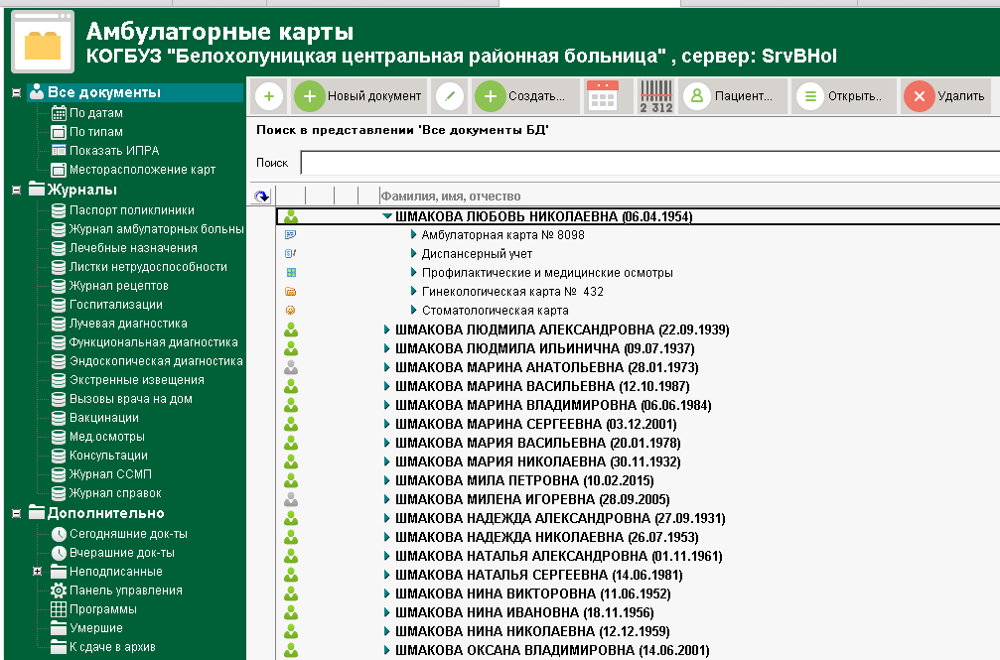 Амбулаторные карты
КОГБУЗ "Белохолуницкая центральная районная больница" , сервер: SrvBHol
Все документы
По датам
По типам
Показать ИПРА
Месторасположение карт
Журналы
Паспорт поликлиники
Журнал амбулаторных больны
Лечебные назначения
Листки нетрудоспособности
Журнал рецептов
Госпитализации
Лучевая диагностика
Функциональная диагностика
Эндоскопическая диагностика
Экстренные извещения
Вызовы врача на дом
Вакцинации
Мед.осмотры
Консультации
Журнал ССМП
Журнал справок
Дополнительно
Сегодняшние док-ты
Вчерашние док-ты
Неподписанные
Панель управления
Программы
Умершие
К сдаче в архив
Новый документ
Создать...
2 312
Пациент...
Открыть..
Удалить
Поиск в представлении 'Все документы БД'
Поиск
Фамилия, имя, отчество
ШМАКОВА ЛЮБОВЬ НИКОЛАЕВНА (06.04.1954)
Амбулаторная карта № 8098
Диспансерный учет
Профилактические и медицинские осмотры
Гинекологическая карта № 432
Стоматологическая карта
ШМАКОВА ЛЮДМИЛА АЛЕКСАНДРОВНА (22.09.1939)
ШМАКОВА ЛЮДМИЛА ИЛЬИНИЧНА (09.07.1937)
ШМАКОВА МАРИНА АНАТОЛЬЕВНА (28.01.1973)
ШМАКОВА МАРИНА ВАСИЛЬЕВНА (12.10.1987)
ШМАКОВА МАРИНА ВЛАДИМИРОВНА (06.06.1984)
ШМАКОВА МАРИНА СЕРГЕЕВНА (03.12.2001)
ШМАКОВА МАРИЯ ВАСИЛЬЕВНА (20.01.1978)
ШМАКОВА МАРИЯ НИКОЛАЕВНА (30.11.1932)
ШМАКОВА МИЛА ПЕТРОВНА (10.02.2015)
ШМАКОВА МИЛЕНА ИГОРЕВНА (28.09.2005)
ШМАКОВА НАДЕЖДА АЛЕКСАНДРОВНА (27.09.1931)
ШМАКОВА НАДЕЖДА НИКОЛАЕВНА (26.07.1953)
ШМАКОВА НАТАЛЬЯ АЛЕКСАНДРОВНА (01.11.1961)
ШМАКОВА НАТАЛЬЯ СЕРГЕЕВНА (14.06.1981)
ШМАКОВА НИНА ВИКТОРОВНА (11.06.1952)
ШМАКОВА НИНА ИВАНОВНА (18.11.1956)
ШМАКОВА НИНА НИКОЛАЕВНА (12.12.1959)
ШМАКОВА ОКСАНА ВЛАДИМИРОВНА (14.06.2001)